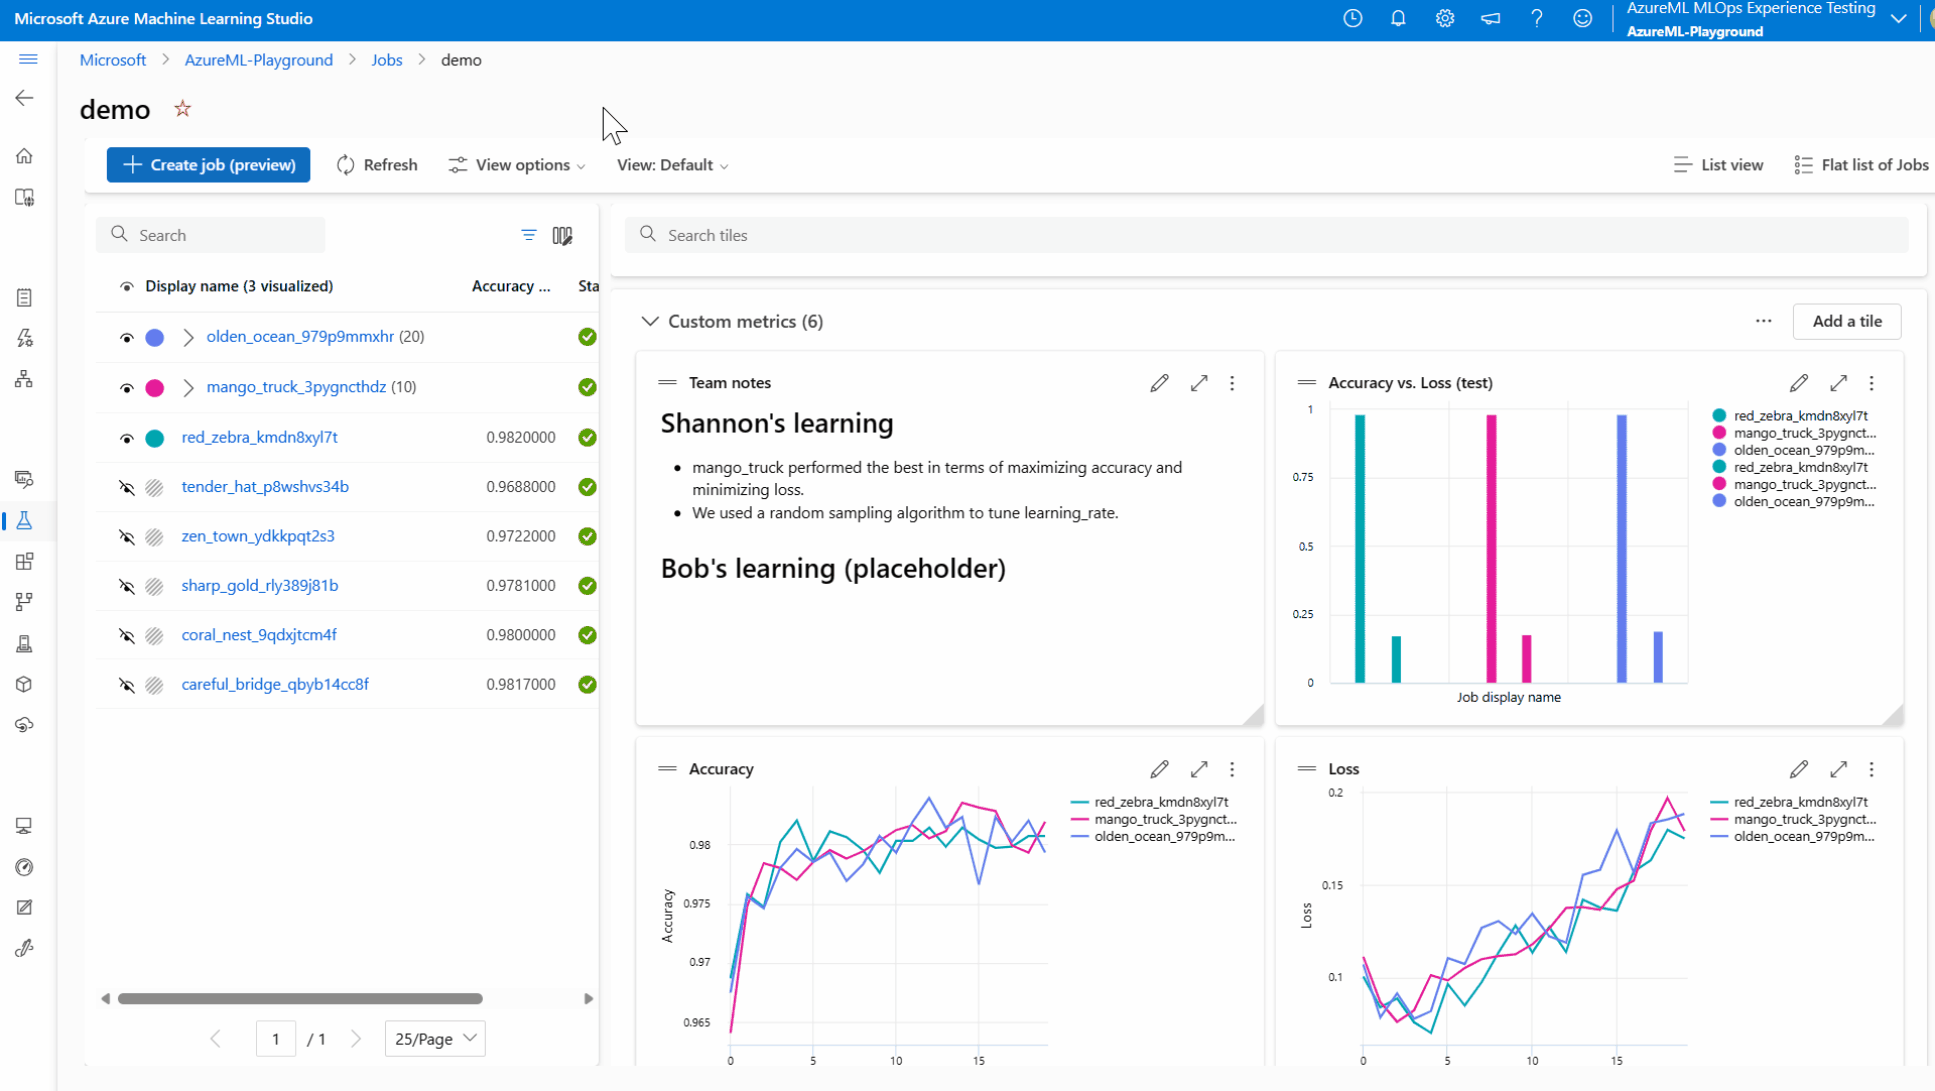 Microsoft Azure Machine Learning Studio
AzureML MLOps Experience Testing
AzureML-Playground
Microsoft > AzureML-Playground > Jobs > demo
demo
Create job (preview)
Refresh
View options
View: Default
List view
Flat list of Jobs
Search
Search tiles
Display name (3 visualized)
Accuracy ...
Sta
olden_ocean_979p9mmxhr (20)
mango_truck_3pygncthdz (10)
red_zebra_kmdn8xyl7t
0.9820000
tender_hat_p8wshvs34b
0.9688000
zen_town_ydkkpqt2s3
0.9722000
sharp_gold_rly389j81b
0.9781000
coral_nest_9qdxjtcm4f
0.9800000
careful_bridge_qbyb14cc8f
0.9817000
1
/ 1
25/Page
Custom metrics (6)
Add a tile
Team notes
Shannon's learning
• mango_truck performed the best in terms of maximizing accuracy and
minimizing loss.
• We used a random sampling algorithm to tune learning_rate.
Bob's learning (placeholder)
Accuracy vs. Loss (test)
1
0.75
0.5
0.25
0
Job display name
red_zebra_kmdn8xyl7t
mango_truck_3pygnct...
olden_ocean_979p9m...
red_zebra_kmdn8xyl7t
mango_truck_3pygnct...
olden_ocean_979p9m...
Accuracy
Accuracy
0.98
0.975
0.97
0.965
0
5
10
15
red_zebra_kmdn8xyl7t
mango_truck_3pygnct...
olden_ocean_979p9m...
Loss
Loss
0.2
0.15
0.1
0
5
10
15
red_zebra_kmdn8xyl7t
mango_truck_3pygnct...
olden_ocean_979p9m...